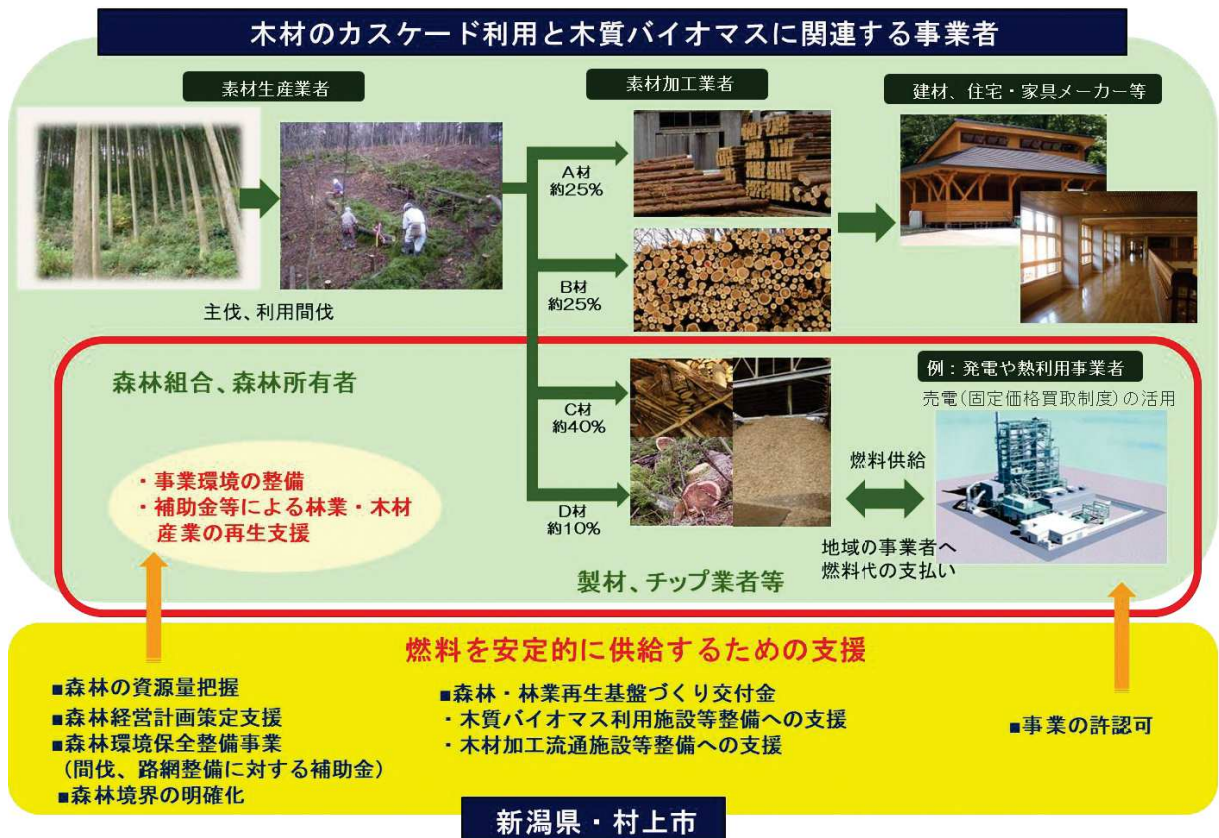 木材のカスケード利用と木質バイオマスに関連する事業者
素材生産業者
素材加工業者
建材、住宅・家具メーカー等
A材
約25%
B材
約25%
主伐、利用間伐
森林組合、森林所有者
C材
約40%
例：発電や熱利用事業者
売電(固定価格買取制度)の活用
・事業環境の整備
・補助金等による林業・木材
産業の再生支援
D材
約10%
燃料供給
地域の事業者へ
燃料代の支払い
製材、チップ業者等
燃料を安定的に供給するための支援
■森林の資源量把握
■森林経営計画策定支援
■森林環境保全整備事業
(間伐、路網整備に対する補助金)
■森林境界の明確化
■森林・林業再生基盤づくり交付金
・木質バイオマス利用施設等整備への支援
・木材加工流通施設等整備への支援
■事業の許認可
新潟県・村上市